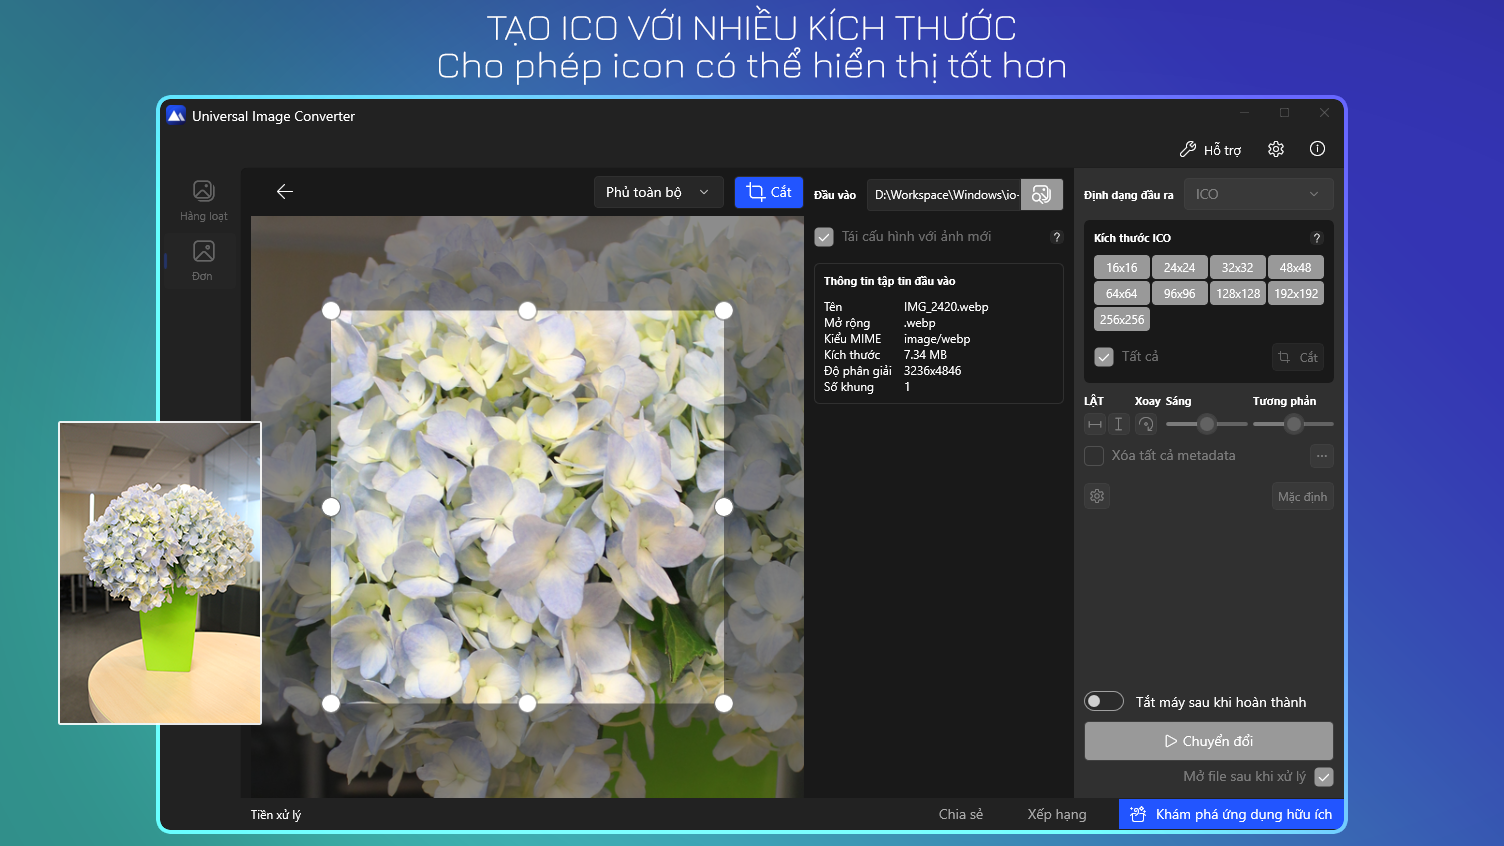 TẠO ICO VỚI NHIỀU KÍCH THƯỚC
Cho phép icon có thể hiển thị tốt hơn
Universal Image Converter
Hỗ trợ
Hàng loạt
Đơn
Phủ toàn bộ
Cắt
Đầu vào
D:\Workspace\Windows\io-
Tái cấu hình với ảnh mới
?
Thông tin tập tin đầu vào
Tên IMG_2420.webp
Mở rộng .webp
Kiểu MIME image/webp
Kích thước 7.34 MB
Độ phân giải 3236x4846
Số khung 1
Định dạng đầu ra ICO
Kích thước ICO ?
16x16 24x24 32x32 48x48
64x64 96x96 128x128 192x192
256x256
Tất cả Cắt
LẬT Xoay Sáng Tương phản
Xóa tất cả metadata ...
Mặc định
Tắt máy sau khi hoàn thành
Chuyển đổi
Mở file sau khi xử lý
Tiền xử lý
Chia sẻ
Xếp hạng
Khám phá ứng dụng hữu ích